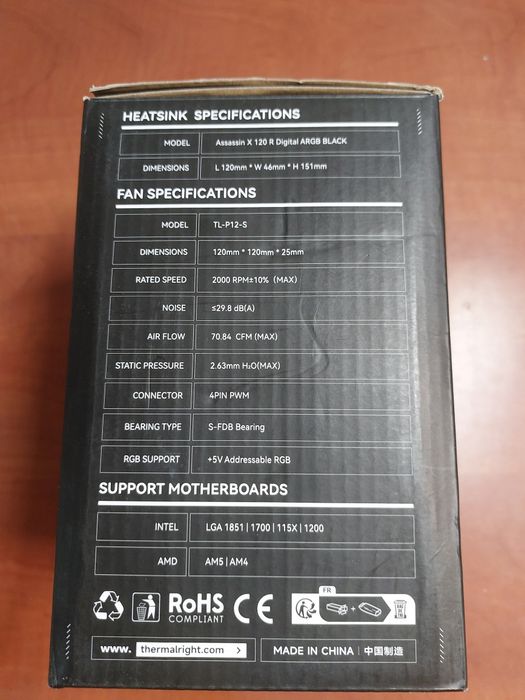 HEATSINK SPECIFICATIONS
MODEL Assassin X 120 R Digital ARGB BLACK
DIMENSIONS L 120mm * W 46mm * H 151mm
FAN SPECIFICATIONS
MODEL TL-P12-S
DIMENSIONS 120mm * 120mm * 25mm
RATED SPEED 2000 RPM±10% (MAX)
NOISE ≤29.8 dB(A)
AIR FLOW 70.84 CFM (MAX)
STATIC PRESSURE 2.63mm H₂O(MAX)
CONNECTOR 4PIN PWM
BEARING TYPE S-FDB Bearing
RGB SUPPORT +5V Addressable RGB
SUPPORT MOTHERBOARDS
INTEL LGA 1851 | 1700 | 115X | 1200
AMD AM5 | AM4
FR
RoHS
COMPLIANT
CE
+
BAC DE TRI
www. thermalright.com >
MADE IN CHINA | 中国制造